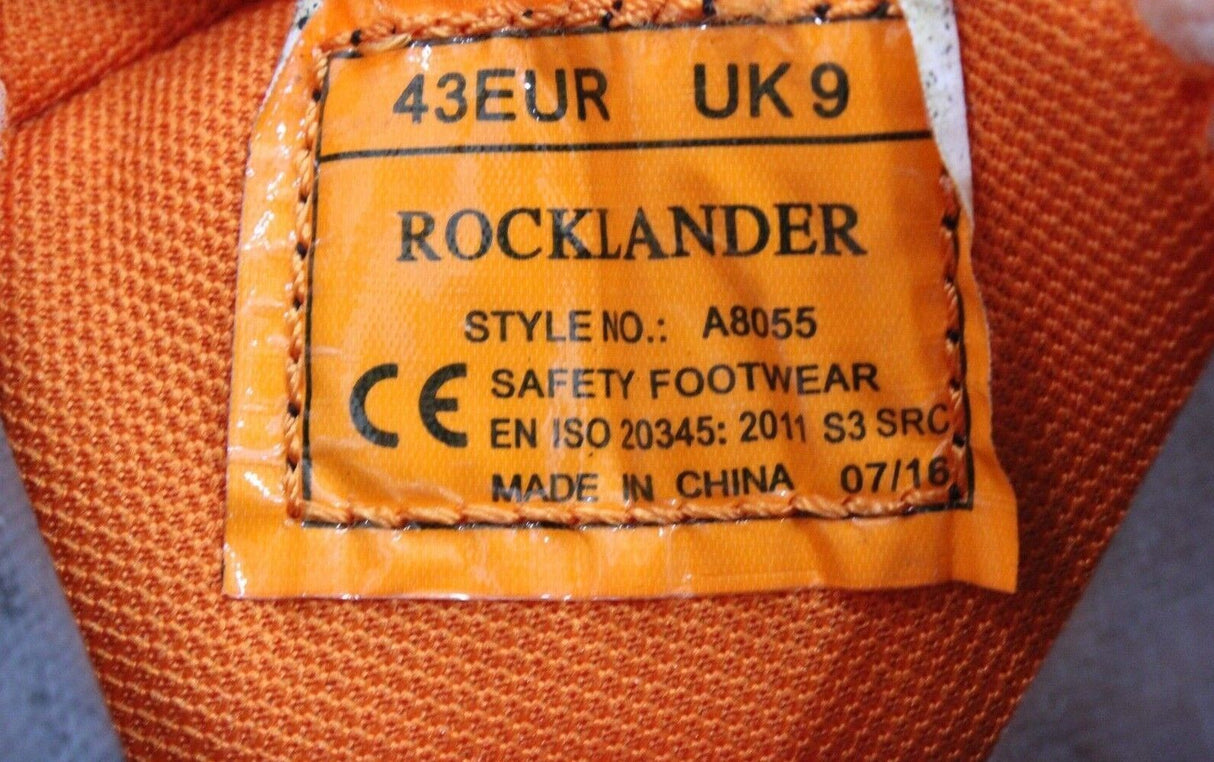 43EUR UK 9
ROCKLANDER
STYLE NO.: A8055
CE SAFETY FOOTWEAR
EN ISO 20345: 2011 S3 SRC
MADE IN CHINA 07/16